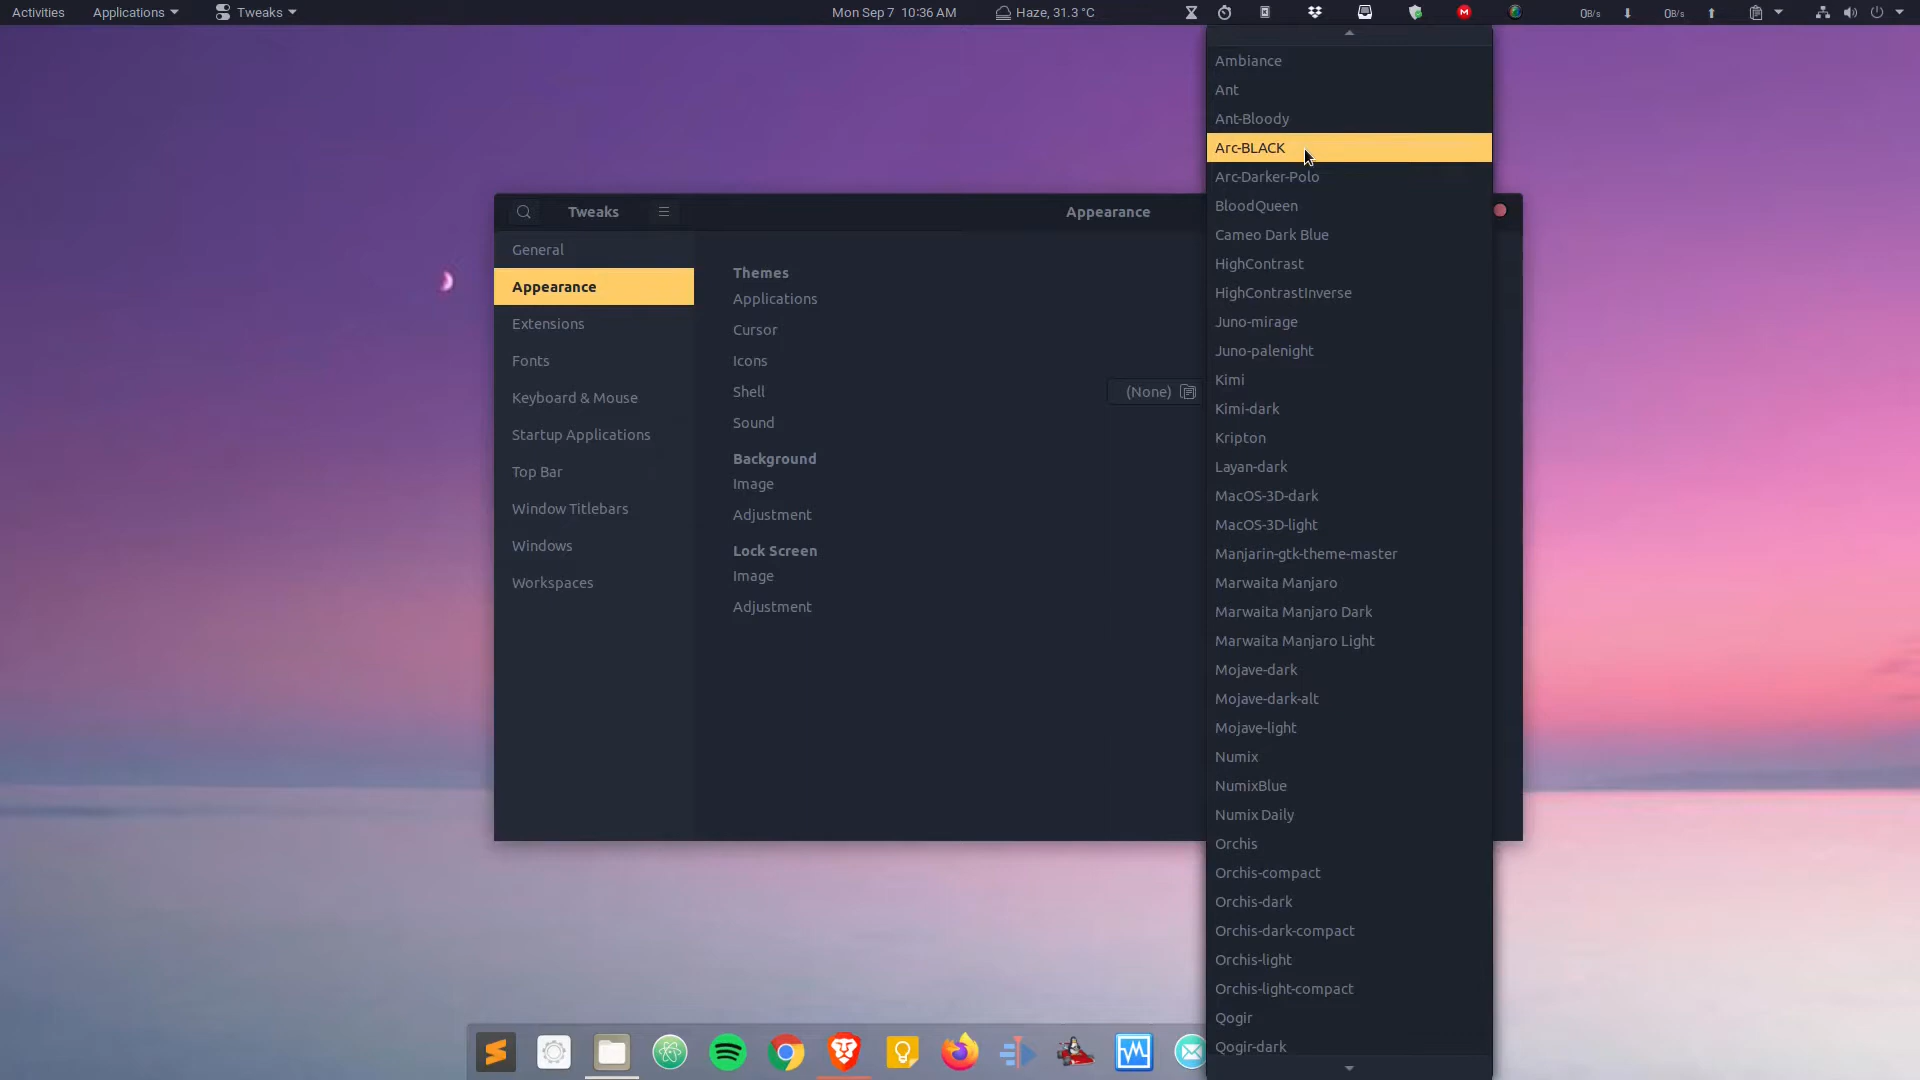 Activities
Applications
Tweaks
Mon Sep 7 10:36 AM
Haze, 31.3 °C
M
0B/s
0B/s
Tweaks
Appearance
General
Appearance
Extensions
Fonts
Keyboard & Mouse
Startup Applications
Top Bar
Window Titlebars
Windows
Workspaces
Themes
Applications
Cursor
Icons
Shell
(None)
Sound
Background
Image
Adjustment
Lock Screen
Image
Adjustment
Ambiance
Ant
Ant-Bloody
Arc-BLACK
Arc-Darker-Polo
BloodQueen
Cameo Dark Blue
HighContrast
HighContrastInverse
Juno-mirage
Juno-palenight
Kimi
Kimi-dark
Kripton
Layan-dark
MacOS-3D-dark
MacOS-3D-light
Manjarin-gtk-theme-master
Marwaita Manjaro
Marwaita Manjaro Dark
Marwaita Manjaro Light
Mojave-dark
Mojave-dark-alt
Mojave-light
Numix
NumixBlue
Numix Daily
Orchis
Orchis-compact
Orchis-dark
Orchis-dark-compact
Orchis-light
Orchis-light-compact
Qogir
Qogir-dark